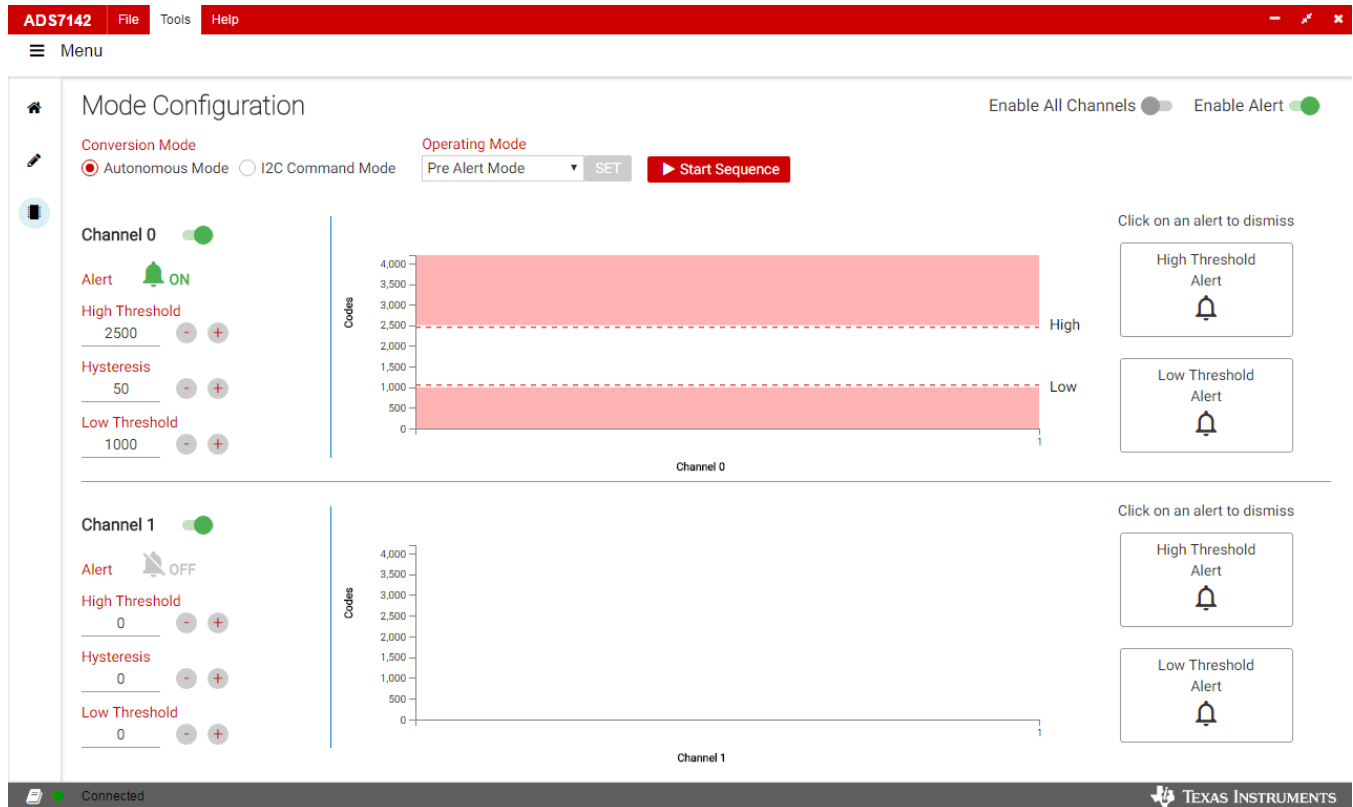 ADS7142 File Tools Help
Menu
Mode Configuration
Enable All Channels Enable Alert
Conversion Mode
Autonomous Mode I2C Command Mode
Operating Mode
Pre Alert Mode SET Start Sequence
Channel 0
Alert ON
High Threshold
2500 - +
Hysteresis
50 - +
Low Threshold
1000 - +
Codes
4,000
3,500
3,000
2,500
2,000
1,500
1,000
500
0
High
Low
1
Channel 0
Click on an alert to dismiss
High Threshold
Alert
Low Threshold
Alert
Channel 1
Alert OFF
High Threshold
0 - +
Hysteresis
0 - +
Low Threshold
0 - +
Codes
4,000
3,500
3,000
2,500
2,000
1,500
1,000
500
0
1
Channel 1
Click on an alert to dismiss
High Threshold
Alert
Low Threshold
Alert
Connected
TEXAS INSTRUMENTS